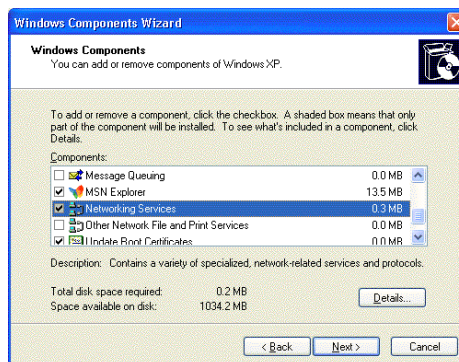 Windows Components Wizard
Windows Components
You can add or remove components of Windows XP.
To add or remove a component, click the checkbox. A shaded box means that only
part of the component will be installed. To see what's included in a component, click
Details.
Components:
Message Queuing 0.0 MB
MSN Explorer 13.5 MB
Networking Services 0.3 MB
Other Network File and Print Services 0.0 MB
Update Root Certificates 0.0 MB
Description: Contains a variety of specialized, network-related services and protocols.
Total disk space required: 0.2 MB
Space available on disk: 1034.2 MB
Details...
< Back Next > Cancel